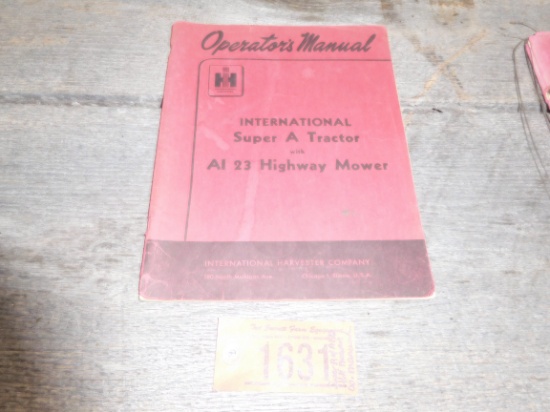 Operator's Manual
IH
INTERNATIONAL
Super A Tractor
with
AI 23 Highway Mower
INTERNATIONAL HARVESTER COMPANY
1631